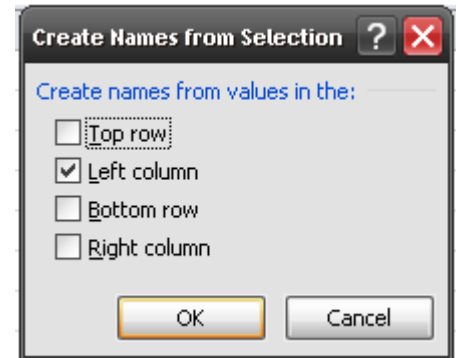 Create Names from Selection ?
Create names from values in the:
Top row
Left column
Bottom row
Right column
OK Cancel